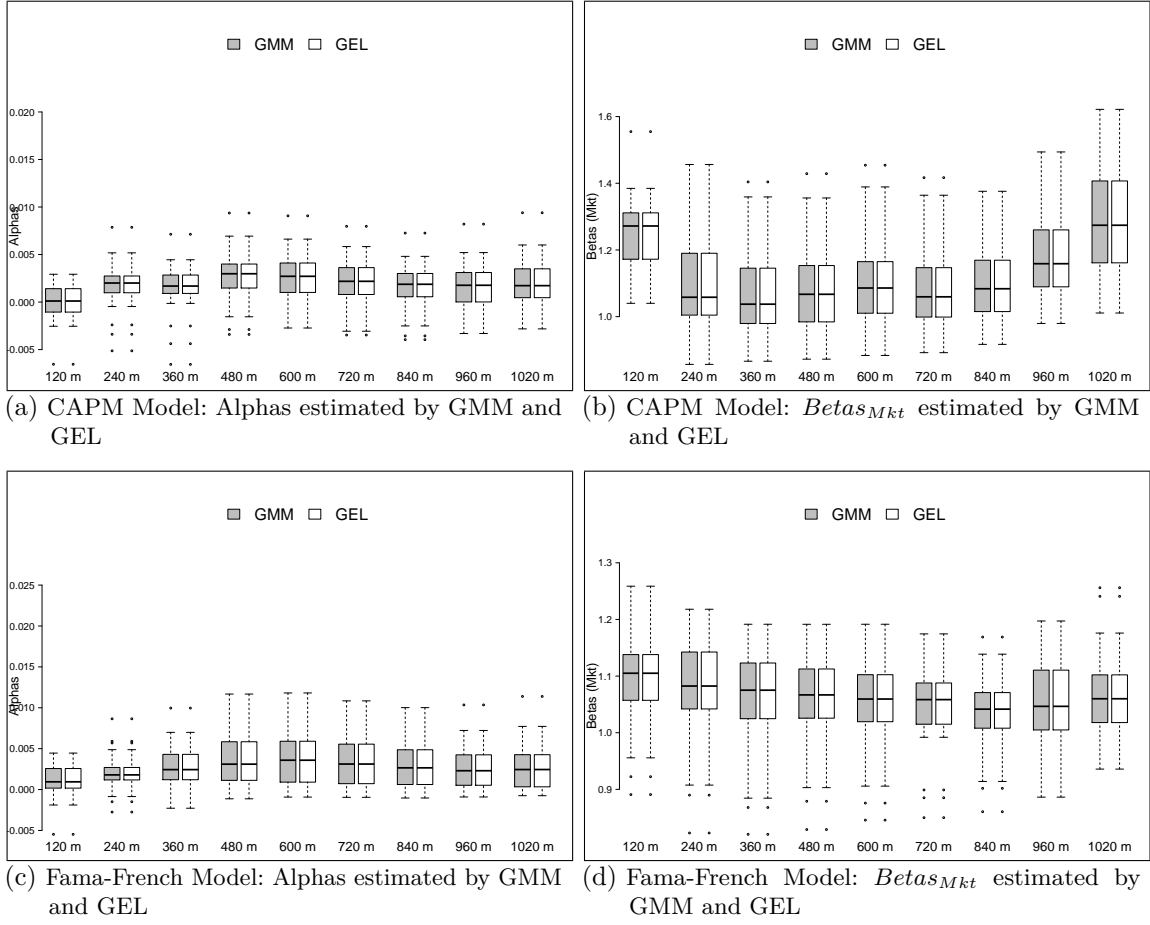 GMM GEL
0.020
0.015
0.010
0.005
0.000
-0.005
Alphas
120 m 240 m 360 m 480 m 600 m 720 m 840 m 960 m 1020 m
(a) CAPM Model: Alphas estimated by GMM and
GEL
GMM GEL
1.6
1.4
1.2
1.0
Betas (Mkt)
120 m 240 m 360 m 480 m 600 m 720 m 840 m 960 m 1020 m
(b) CAPM Model: Betas_Mkt estimated by GMM
and GEL
GMM GEL
0.025
0.020
0.015
0.010
0.005
0.000
-0.005
Alphas
120 m 240 m 360 m 480 m 600 m 720 m 840 m 960 m 1020 m
(c) Fama-French Model: Alphas estimated by GMM
and GEL
GMM GEL
1.3
1.2
1.1
1.0
0.9
Betas (Mkt)
120 m 240 m 360 m 480 m 600 m 720 m 840 m 960 m 1020 m
(d) Fama-French Model: Betas_Mkt estimated by
GMM and GEL